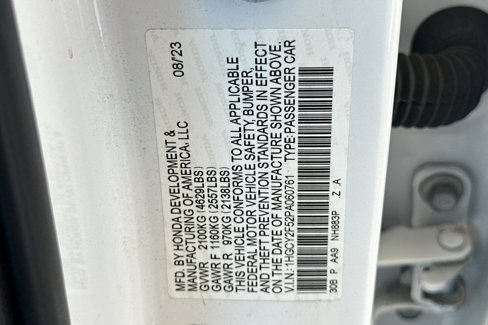 MFD. BY HONDA DEVELOPMENT & 08/23
MANUFACTURING OF AMERICA, LLC
GVWR 2100KG (4629LBS)
GAWR F 1160KG (2557LBS)
GAWR R 970KG (2138LBS)
THIS VEHICLE CONFORMS TO ALL APPLICABLE
FEDERAL MOTOR VEHICLE SAFETY BUMPER,
AND THEFT PREVENTION STANDARDS IN EFFECT
ON THE DATE OF MANUFACTURE SHOWN ABOVE.
V.I.N.: 1HGCY2F52PA060761 TYPE: PASSENGER CAR
30B P AA9 NH883P Z A